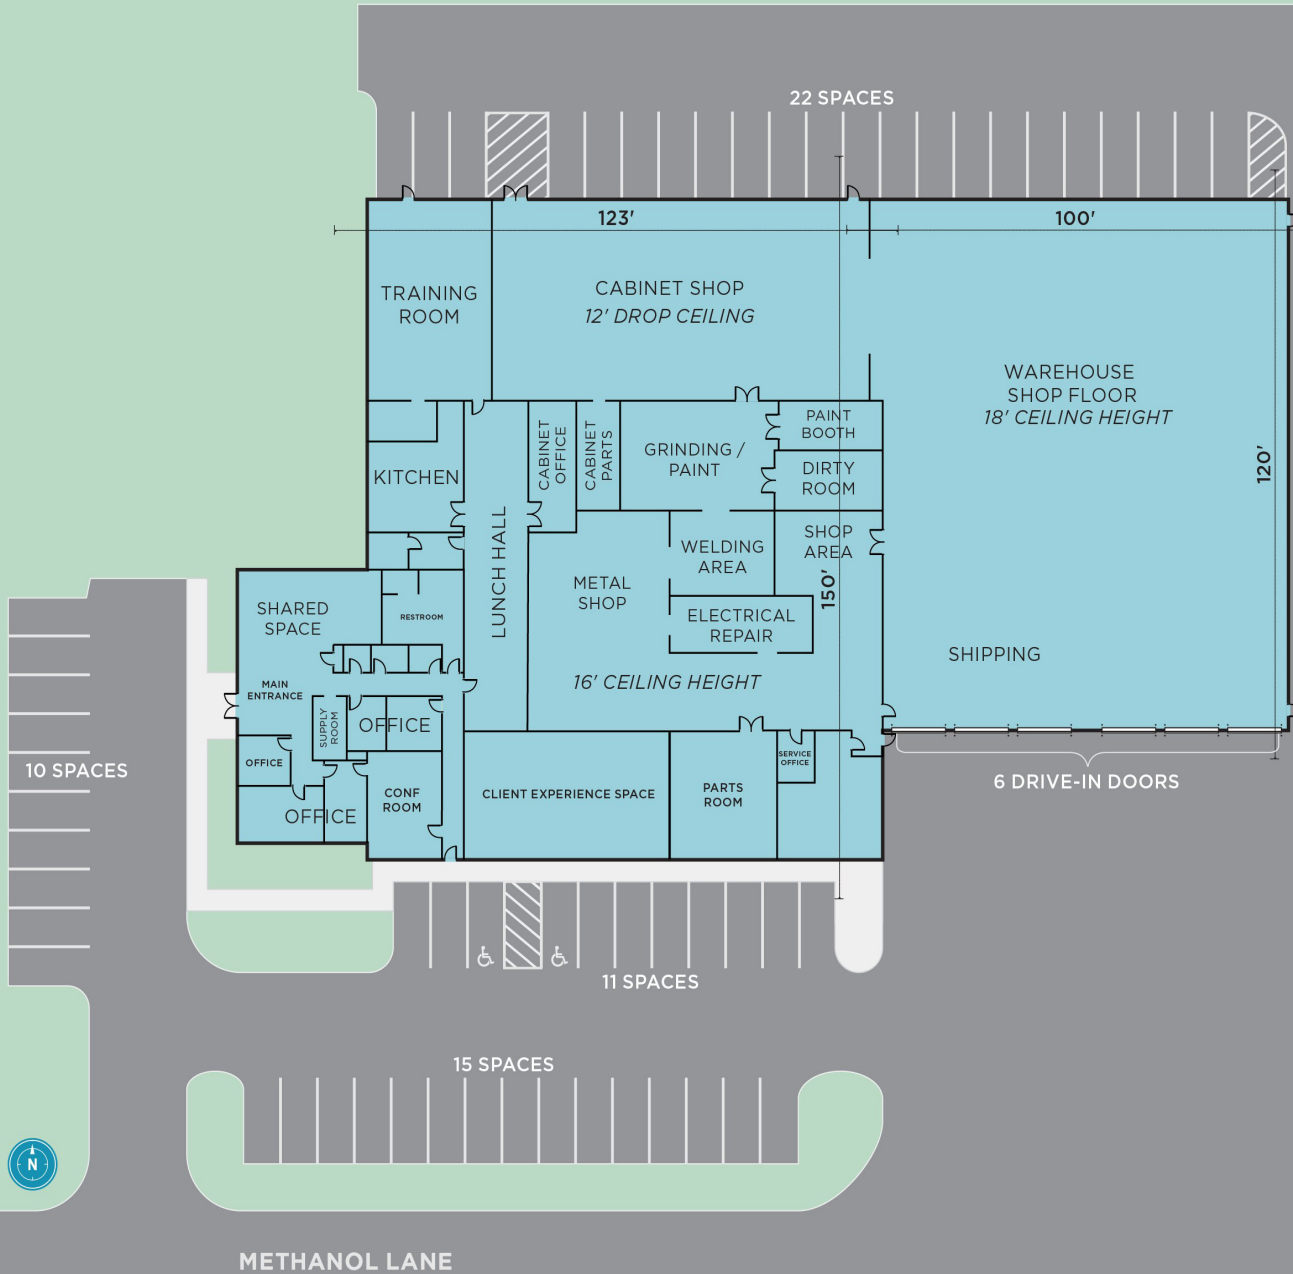 22 SPACES
123'
100'
TRAINING
ROOM
CABINET SHOP
12' DROP CEILING
WAREHOUSE
SHOP FLOOR
18' CEILING HEIGHT
120'
KITCHEN
LUNCH HALL
CABINET
OFFICE
CABINET
PARTS
GRINDING /
PAINT
PAINT
BOOTH
DIRTY
ROOM
SHOP
AREA
WELDING
AREA
METAL
SHOP
150'
ELECTRICAL
REPAIR
16' CEILING HEIGHT
SHIPPING
SHARED
SPACE
RESTROOM
MAIN
ENTRANCE
SUPPLY
ROOM
OFFICE
OFFICE
OFFICE
CONF
ROOM
CLIENT EXPERIENCE SPACE
PARTS
ROOM
SERVICE
OFFICE
10 SPACES
6 DRIVE-IN DOORS
11 SPACES
15 SPACES
N
METHANOL LANE